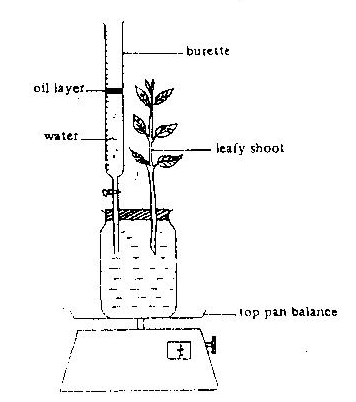 burette
oil layer
water
leafy shoot
top pan balance